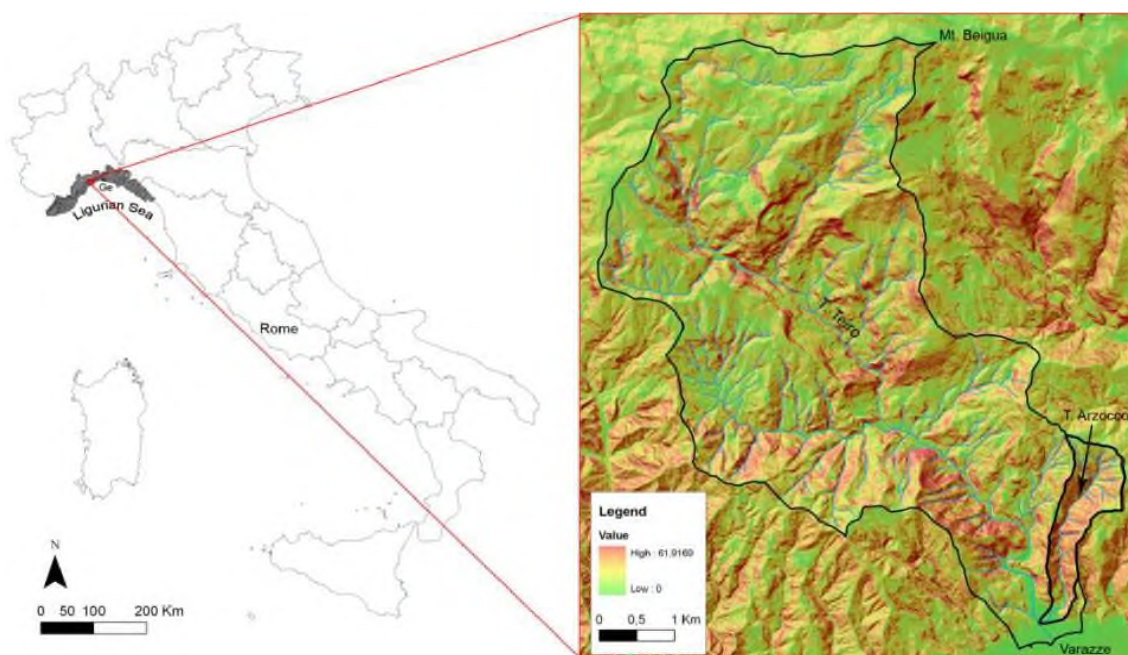 Ge
Ligurian Sea
Rome
N
0 50 100 200 Km
Mt. Beigua
T. Teiro
T. Arzocco
Legend
Value
High : 61,9169
Low : 0
0 0,5 1 Km
Varazze